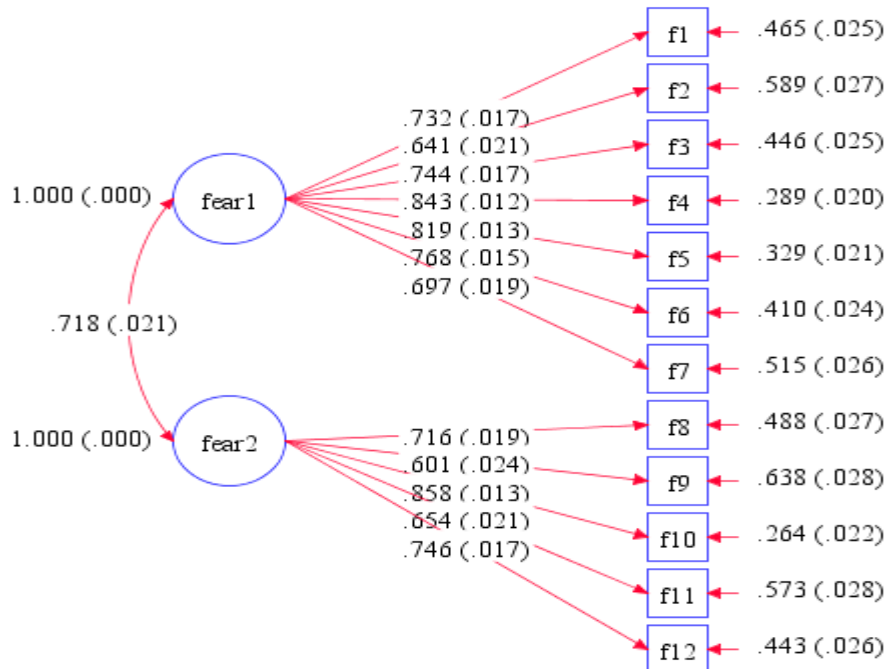 f1 .465 (.025)
f2 .589 (.027)
.732 (.017)
.641 (.021)
f3 .446 (.025)
.744 (.017)
1.000 (.000) fear1 .843 (.012) f4 .289 (.020)
.819 (.013)
f5 .329 (.021)
.768 (.015)
.697 (.019)
f6 .410 (.024)
.718 (.021)
f7 .515 (.026)
f8 .488 (.027)
1.000 (.000) fear2 .716 (.019)
.601 (.024)
f9 .638 (.028)
.858 (.013)
.654 (.021)
f10 .264 (.022)
.746 (.017)
f11 .573 (.028)
f12 .443 (.026)